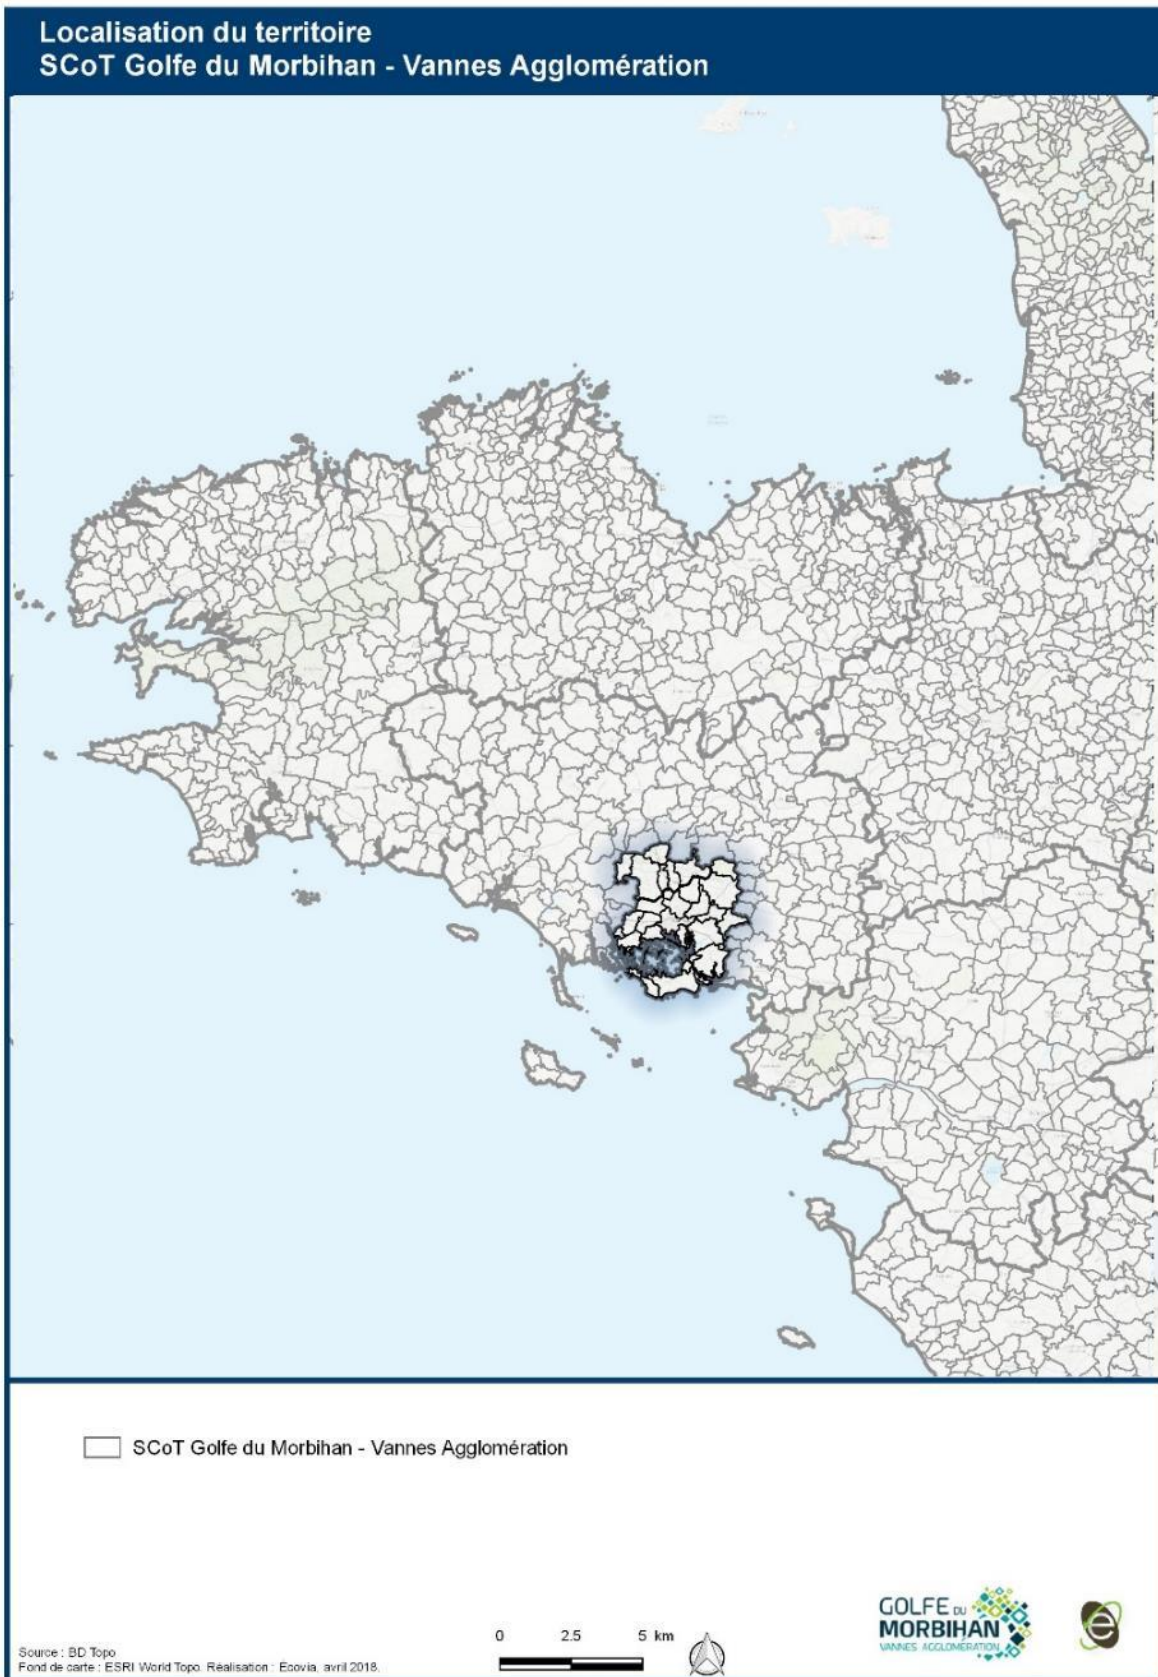 Localisation du territoire
SCoT Golfe du Morbihan - Vannes Agglomération
SCoT Golfe du Morbihan - Vannes Agglomération
0 2.5 5 km
GOLFE DU
MORBIHAN
VANNES AGGLOMÉRATION
e
Source : BD Topo
Fond de carte : ESRI World Topo. Réalisation : Ecovia, avril 2018.